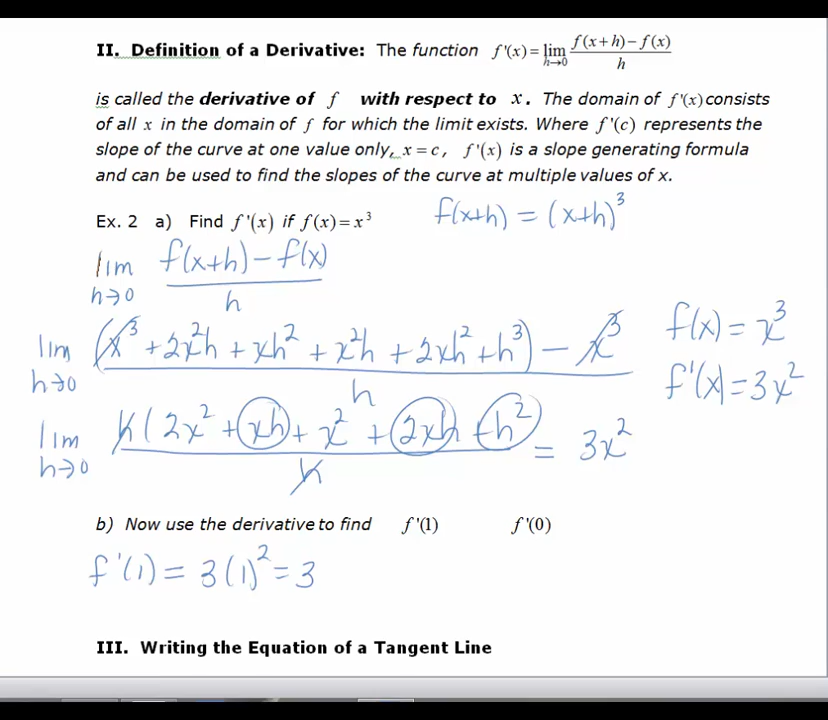 II. Definition of a Derivative: The function f'(x) = lim h→0 f(x+h)−f(x) / h
is called the derivative of f with respect to x. The domain of f'(x) consists
of all x in the domain of f for which the limit exists. Where f'(c) represents the
slope of the curve at one value only, x = c, f'(x) is a slope generating formula
and can be used to find the slopes of the curve at multiple values of x.
Ex. 2 a) Find f'(x) if f(x) = x³ f(x+h) = (x+h)³
lim h→0 f(x+h) − f(x) / h
lim h→0 (x³ + 2x²h + xh² + x²h + 2xh² + h³) − x³ / h
f(x) = x³
f'(x) = 3x²
lim h→0 h(2x² + xh + x² + 2xh + h²) / h = 3x²
b) Now use the derivative to find f'(1) f'(0)
f'(1) = 3(1)² = 3
III. Writing the Equation of a Tangent Line